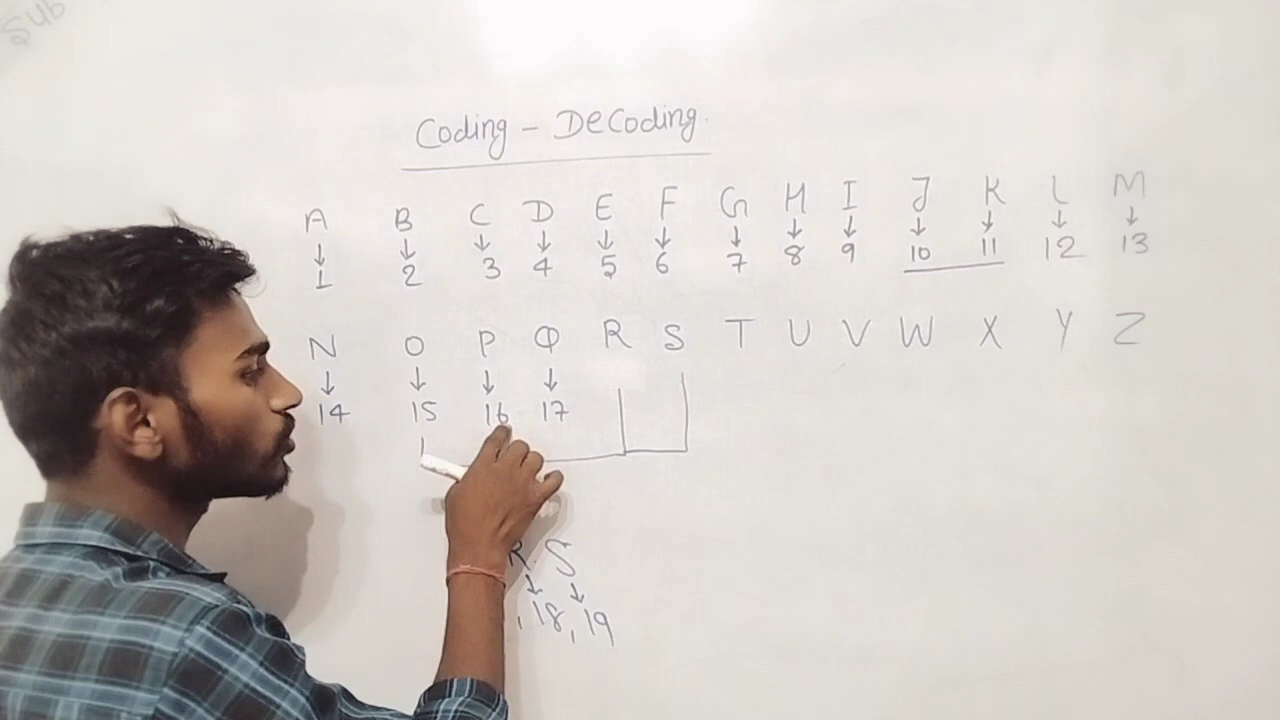 Sub
Coding - Decoding.
A B C D E F G H I J K L M
↓ ↓ ↓ ↓ ↓ ↓ ↓ ↓ ↓ ↓ ↓ ↓ ↓
1 2 3 4 5 6 7 8 9 10 11 12 13
N O P Q R S T U V W X Y Z
↓ ↓ ↓ ↓
14 15 16 17
R S
↓ ↓
, 18, 19